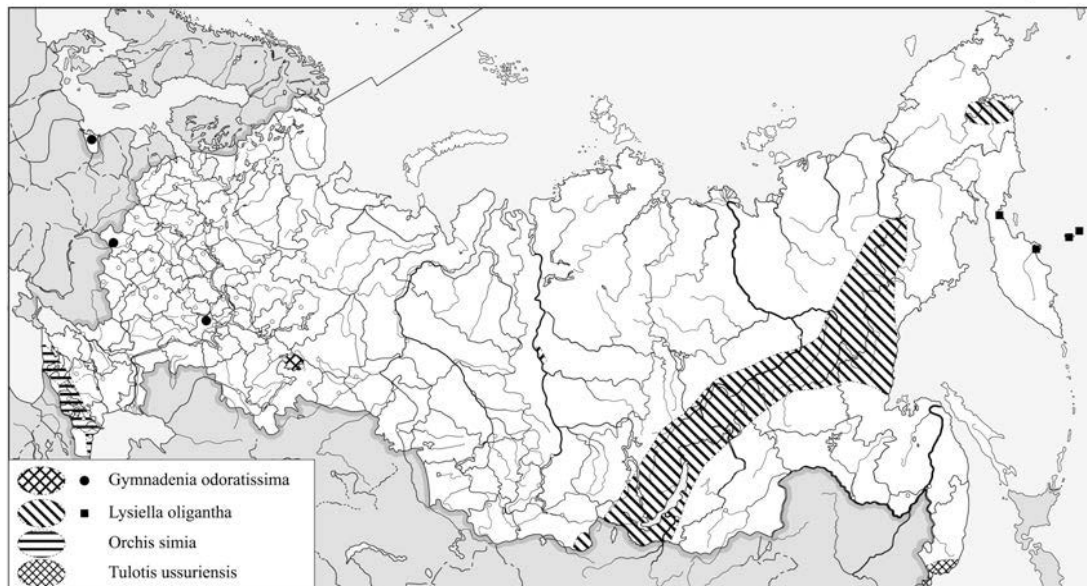 Gymnadenia odoratissima
Lysiella oligantha
Orchis simia
Tulotis ussuriensis